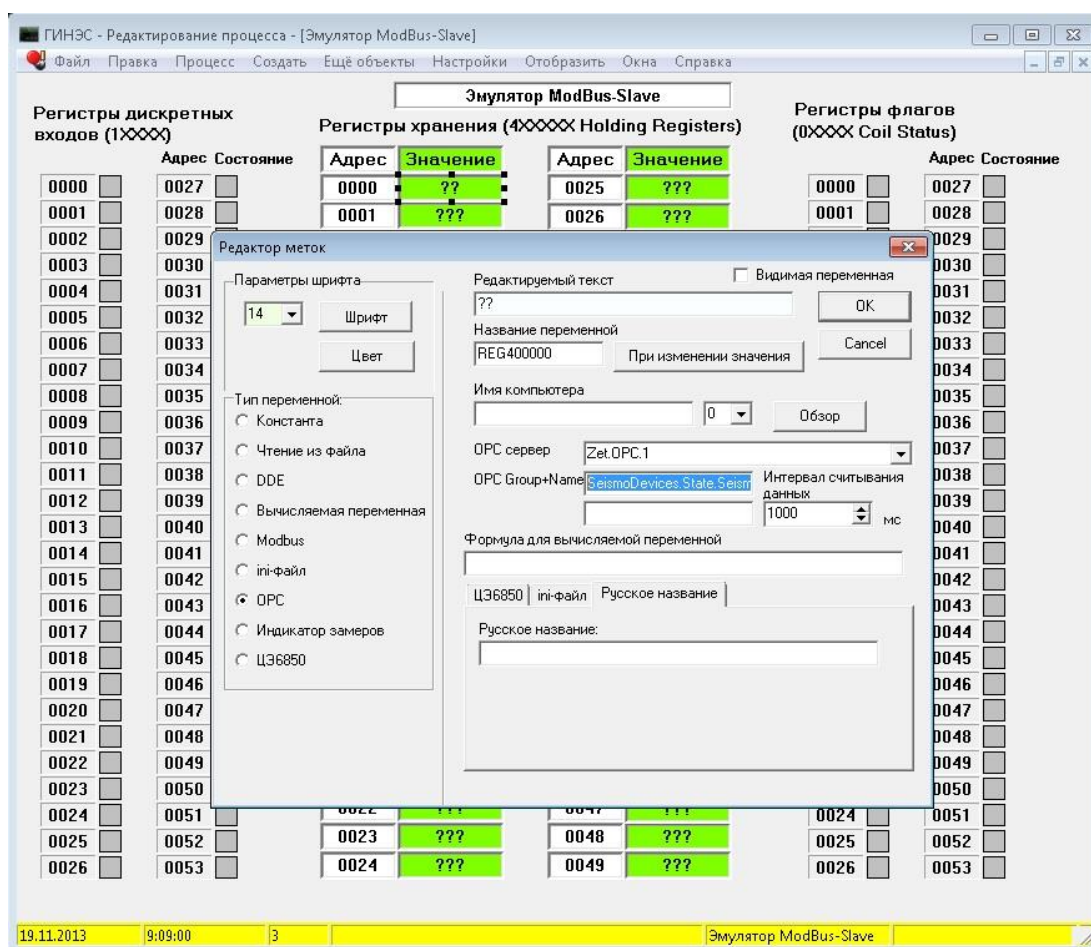 ГИНЭС - Редактирование процесса - [Эмулятор ModBus-Slave]
Файл Правка Процесс Создать Ещё объекты Настройки Отобразить Окна Справка
Эмулятор ModBus-Slave
Регистры дискретных
входов (1XXXX)
Регистры хранения (4XXXXX Holding Registers)
Регистры флагов
(0XXXX Coil Status)
Адрес Состояние Адрес Значение Адрес Значение Адрес Состояние
0000 0027 0000 ?? 0025 ??? 0000 0027
0001 0028 0001 ??? 0026 ??? 0001 0028
0002 0029 0029
0003 0030 0030
0004 0031 0031
0005 0032 0032
0006 0033 0033
0007 0034 0034
0008 0035 0035
0009 0036 0036
0010 0037 0037
0011 0038 0038
0012 0039 0039
0013 0040 0040
0014 0041 0041
0015 0042 0042
0016 0043 0043
0017 0044 0044
0018 0045 0045
0019 0046 0046
0020 0047 0047
0021 0048 0048
0022 0049 0049
0023 0050 0050
0024 0051 0022 ??? 0047 ??? 0024 0051
0025 0052 0023 ??? 0048 ??? 0025 0052
0026 0053 0024 ??? 0049 ??? 0026 0053
Редактор меток
Параметры шрифта
14 Шрифт
Цвет
Тип переменной:
Константа
Чтение из файла
DDE
Вычисляемая переменная
Modbus
ini-файл
OPC
Индикатор замеров
ЦЭ6850
Редактируемый текст Видимая переменная
??
OK
Название переменной
REG400000 При изменении значения Cancel
Имя компьютера
0 Обзор
OPC сервер Zet.OPC.1
OPC Group+Name SeismoDevices.State.Seism
Интервал считывания
данных
1000 мс
Формула для вычисляемой переменной
ЦЭ6850 ini-файл Русское название
Русское название:
19.11.2013 9:09:00 3 Эмулятор ModBus-Slave